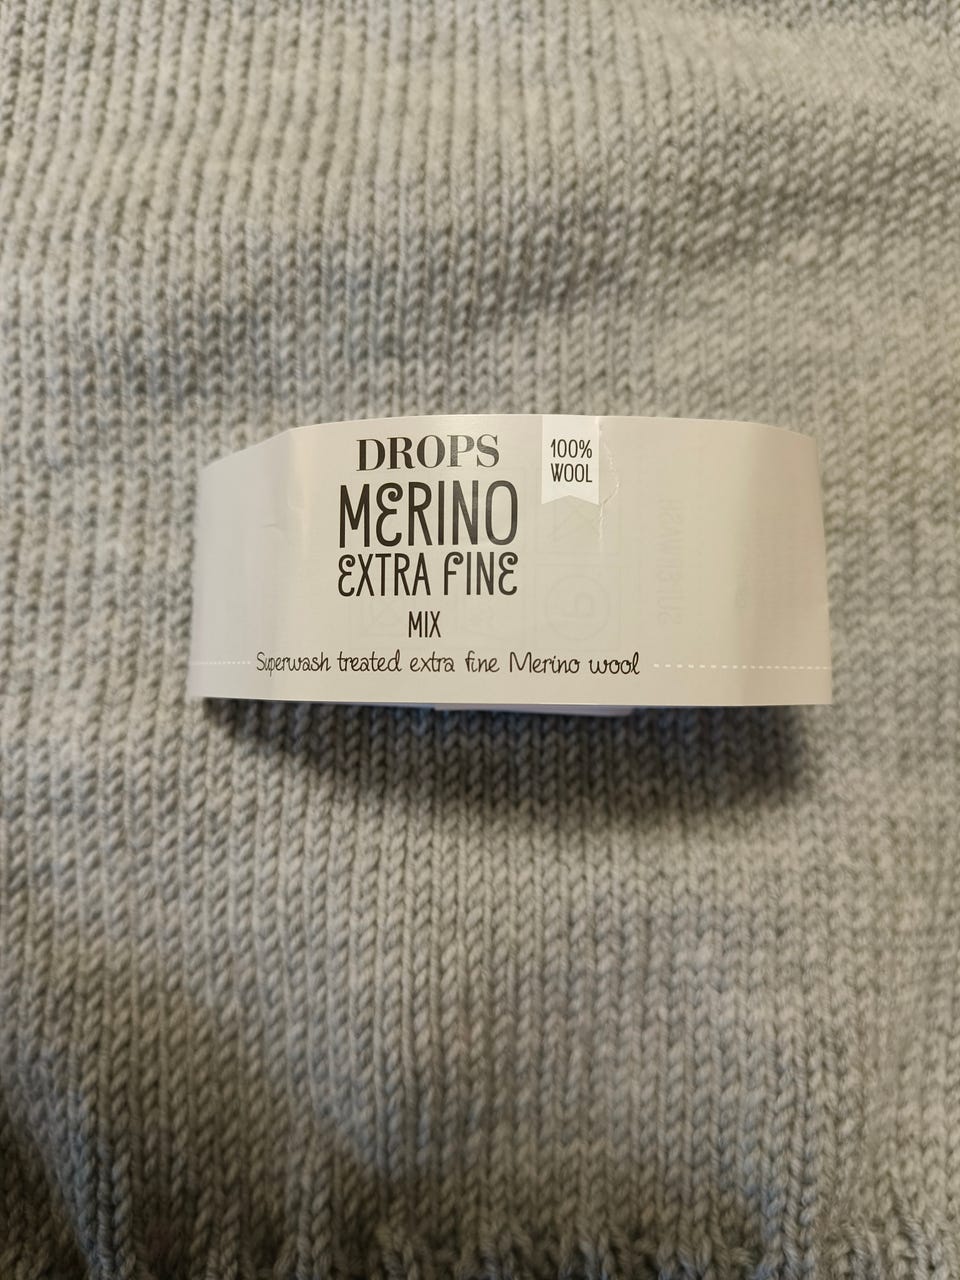 DROPS
MERINO
EXTRA FINE
MIX
Superwash treated extra fine Merino wool
100%
WOOL